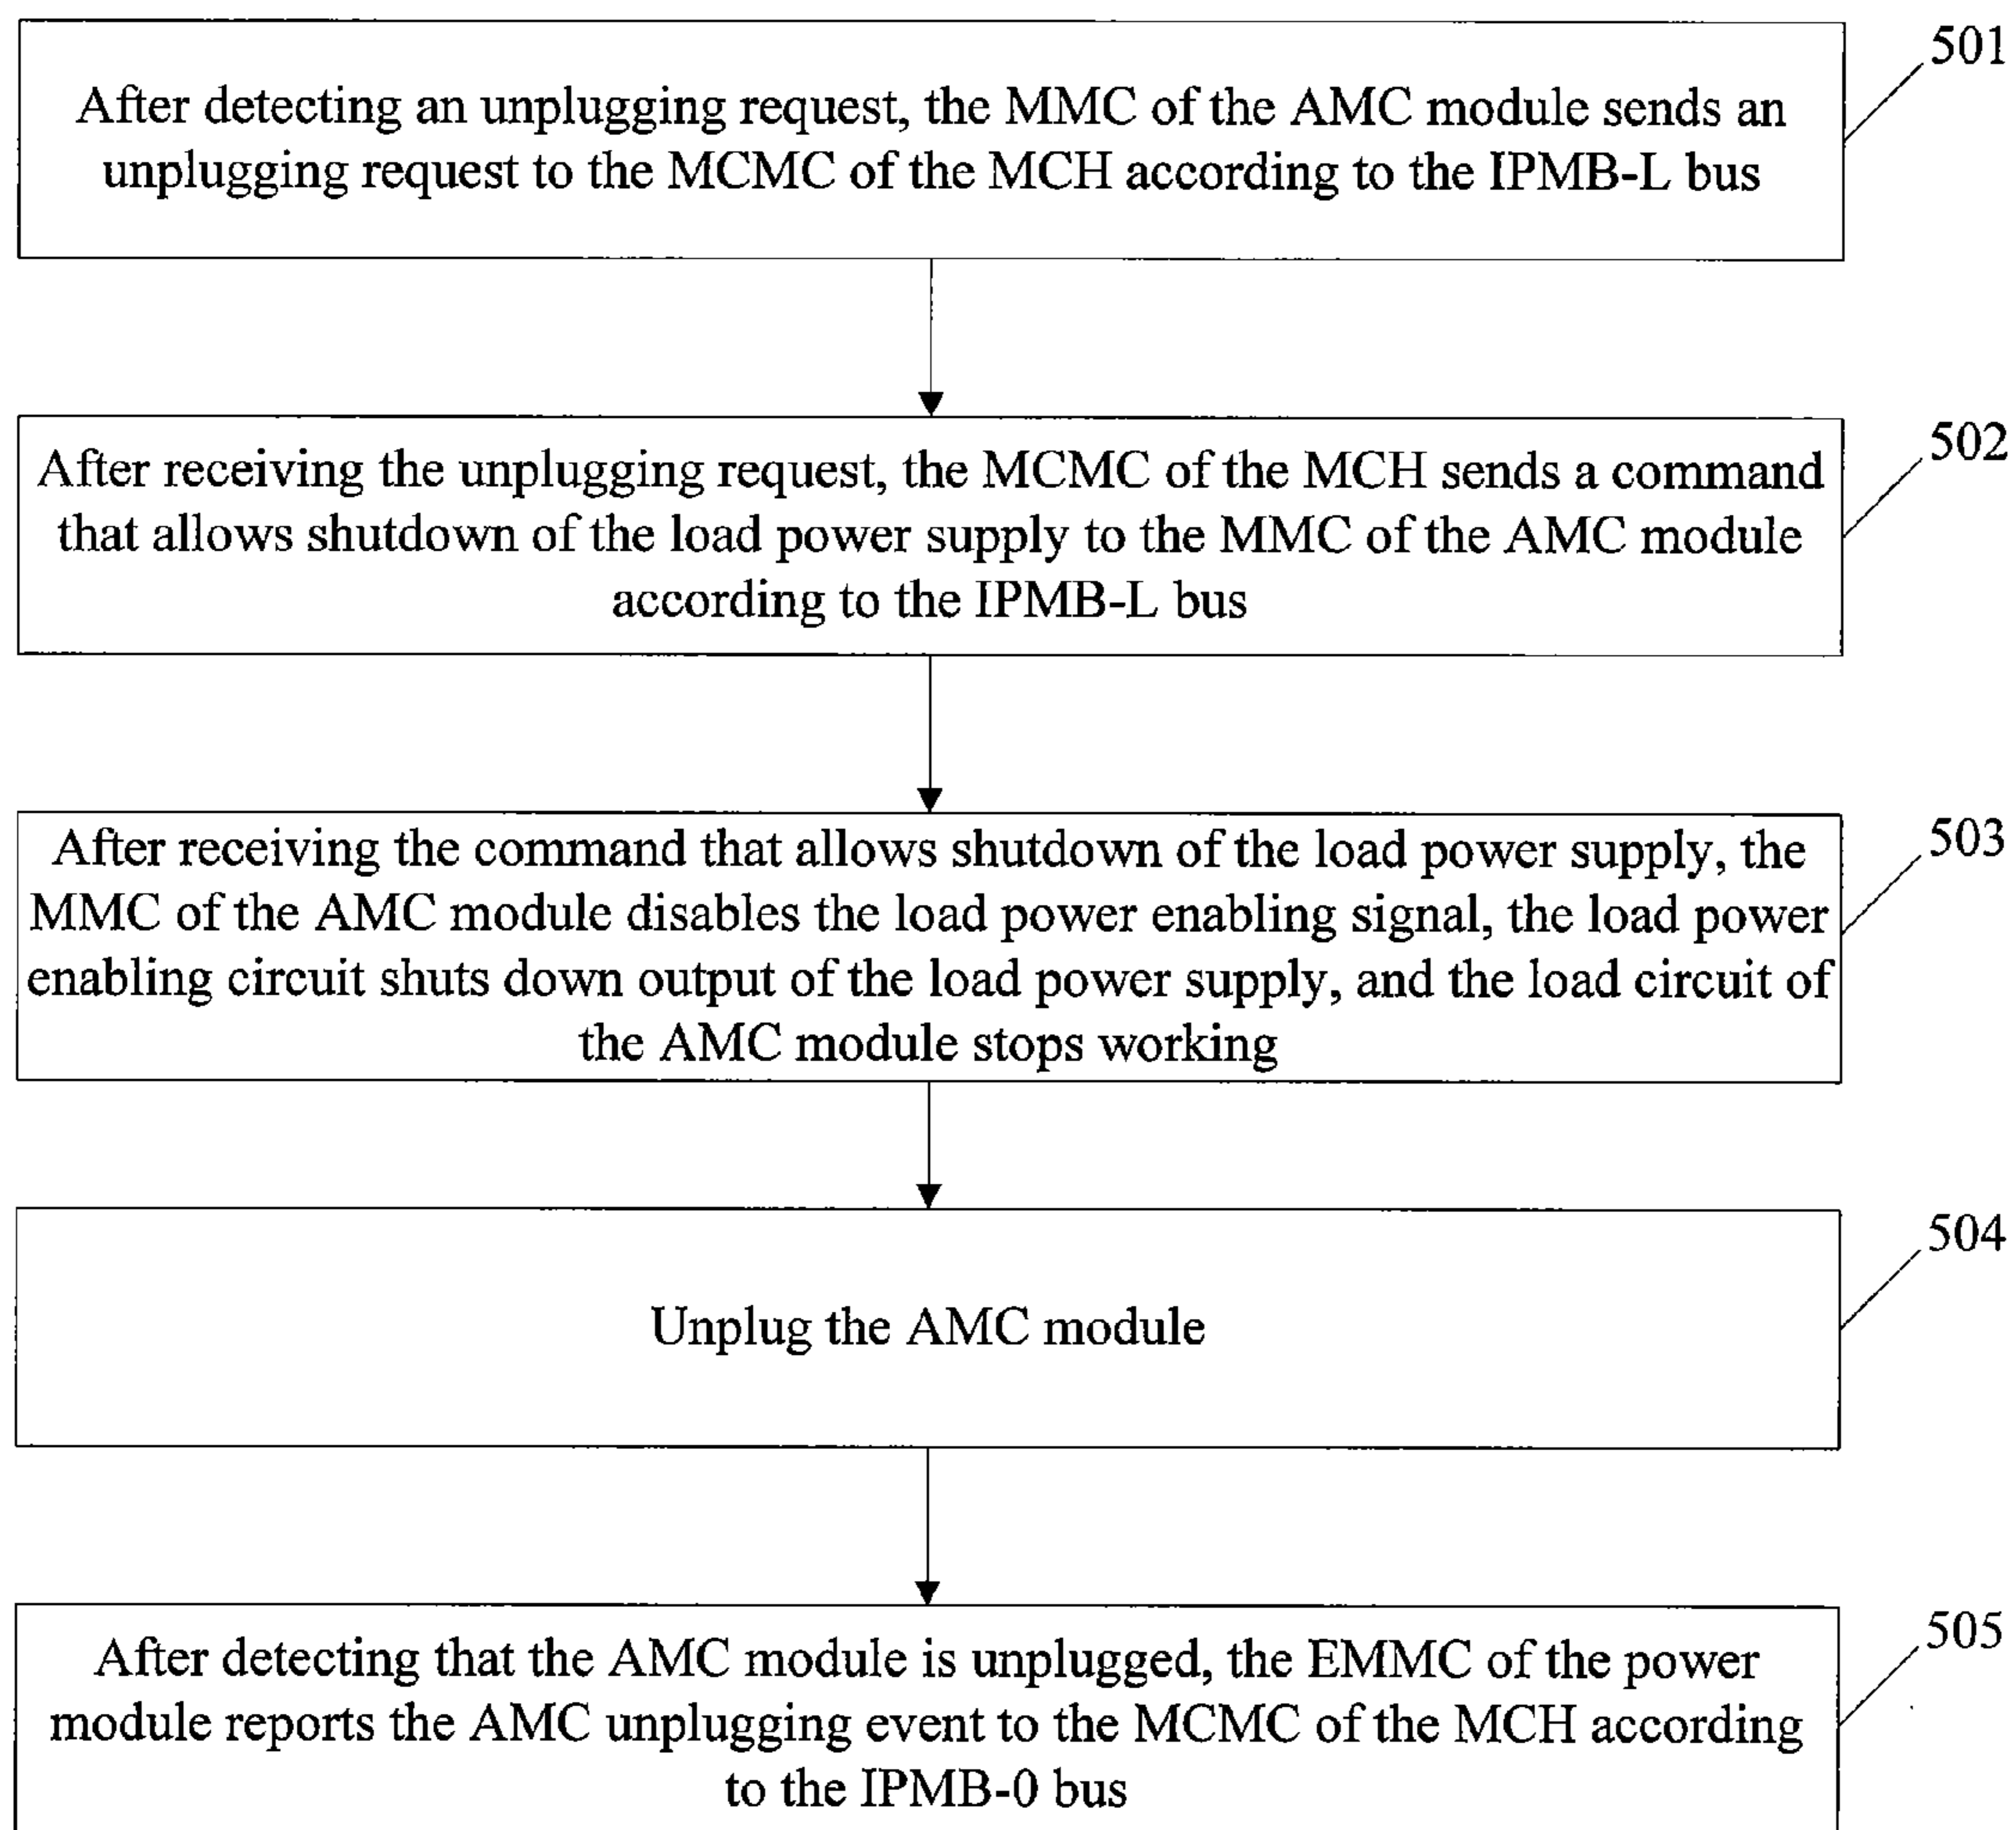 501
After detecting an unplugging request, the MMC of the AMC module sends an
unplugging request to the MCMC of the MCH according to the IPMB-L bus
502
After receiving the unplugging request, the MCMC of the MCH sends a command
that allows shutdown of the load power supply to the MMC of the AMC module
according to the IPMB-L bus
503
After receiving the command that allows shutdown of the load power supply, the
MMC of the AMC module disables the load power enabling signal, the load power
enabling circuit shuts down output of the load power supply, and the load circuit of
the AMC module stops working
504
Unplug the AMC module
505
After detecting that the AMC module is unplugged, the EMMC of the power
module reports the AMC unplugging event to the MCMC of the MCH according
to the IPMB-0 bus